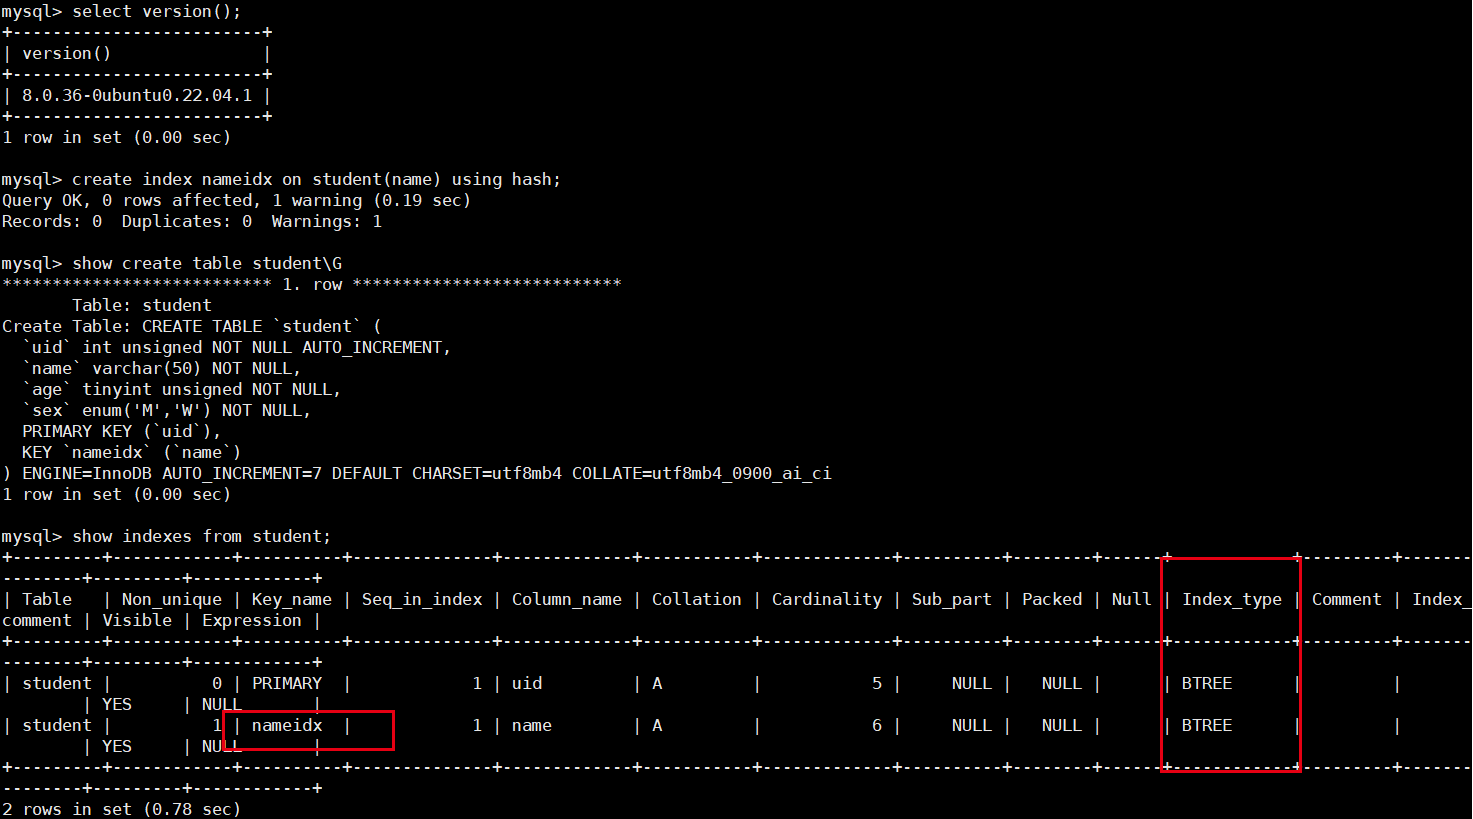 mysql> select version();
+-------------------------+
| version()               |
+-------------------------+
| 8.0.36-0ubuntu0.22.04.1 |
+-------------------------+
1 row in set (0.00 sec)

mysql> create index nameidx on student(name) using hash;
Query OK, 0 rows affected, 1 warning (0.19 sec)
Records: 0  Duplicates: 0  Warnings: 1

mysql> show create table student\G
*************************** 1. row ***************************
       Table: student
Create Table: CREATE TABLE `student` (
  `uid` int unsigned NOT NULL AUTO_INCREMENT,
  `name` varchar(50) NOT NULL,
  `age` tinyint unsigned NOT NULL,
  `sex` enum('M','W') NOT NULL,
  PRIMARY KEY (`uid`),
  KEY `nameidx` (`name`)
) ENGINE=InnoDB AUTO_INCREMENT=7 DEFAULT CHARSET=utf8mb4 COLLATE=utf8mb4_0900_ai_ci
1 row in set (0.00 sec)

mysql> show indexes from student;
+---------+------------+----------+--------------+-------------+-----------+-------------+----------+--------+------+------------+---------+-------
--------+---------+------------+
| Table   | Non_unique | Key_name | Seq_in_index | Column_name | Collation | Cardinality | Sub_part | Packed | Null | Index_type | Comment | Index_
comment | Visible | Expression |
+---------+------------+----------+--------------+-------------+-----------+-------------+----------+--------+------+------------+---------+-------
--------+---------+------------+
| student |          0 | PRIMARY  |            1 | uid         | A         |           5 |     NULL |   NULL |      | BTREE      |         |
        | YES     | NULL       |
| student |          1 | nameidx  |            1 | name        | A         |           6 |     NULL |   NULL |      | BTREE      |         |
        | YES     | NULL       |
+---------+------------+----------+--------------+-------------+-----------+-------------+----------+--------+------+------------+---------+-------
--------+---------+------------+
2 rows in set (0.78 sec)